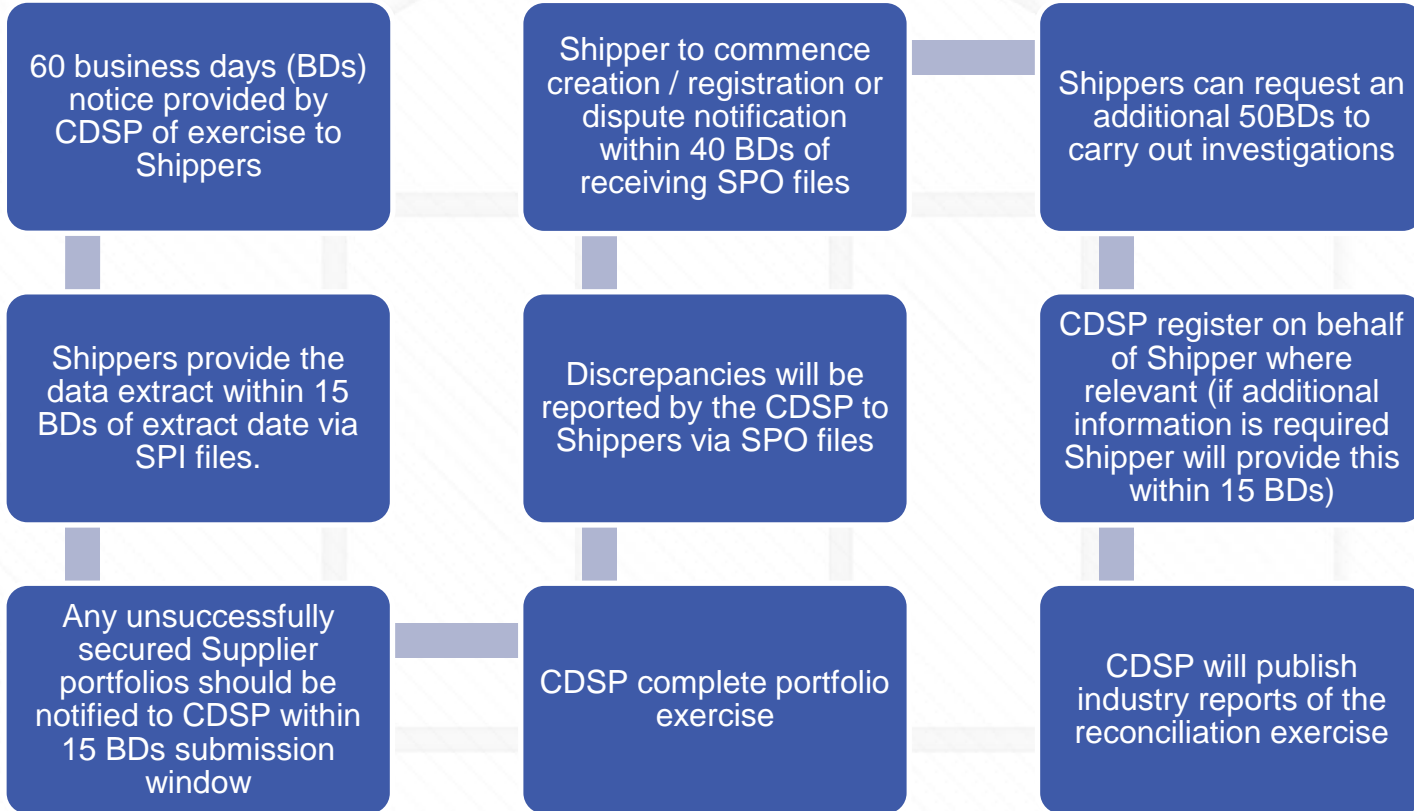 60 business days (BDs)
notice provided by
CDSP of exercise to
Shippers
Shippers provide the
data extract within 15
BDs of extract date via
SPI files.
Any unsuccessfully
secured Supplier
portfolios should be
notified to CDSP within
15 BDs submission
window
CDSP complete portfolio
exercise
Discrepancies will be
reported by the CDSP to
Shippers via SPO files
Shipper to commence
creation / registration or
dispute notification
within 40 BDs of
receiving SPO files
Shippers can request an
additional 50BDs to
carry out investigations
CDSP register on behalf
of Shipper where
relevant (if additional
information is required
Shipper will provide this
within 15 BDs)
CDSP will publish
industry reports of the
reconciliation exercise